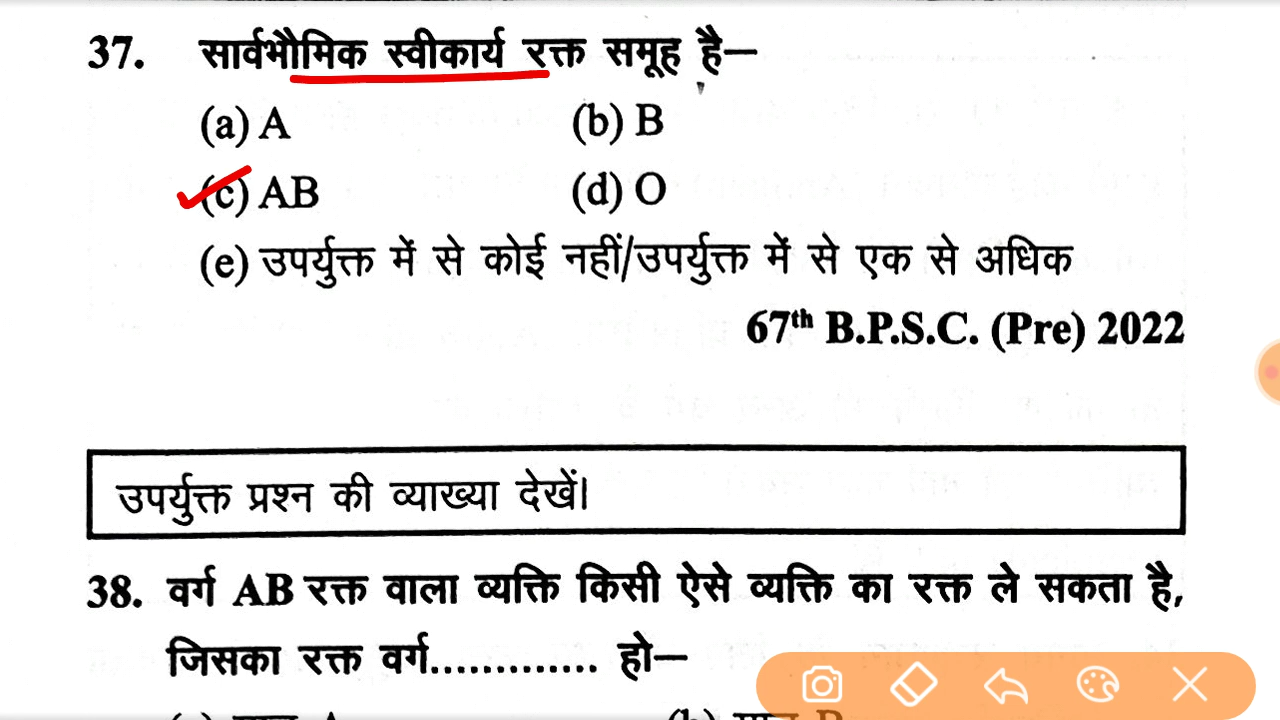 37. सार्वभौमिक स्वीकार्य रक्त समूह है–
(a) A (b) B
(c) AB (d) O
(e) उपर्युक्त में से कोई नहीं/उपर्युक्त में से एक से अधिक
67th B.P.S.C. (Pre) 2022
उपर्युक्त प्रश्न की व्याख्या देखें।
38. वर्ग AB रक्त वाला व्यक्ति किसी ऐसे व्यक्ति का रक्त ले सकता है,
जिसका रक्त वर्ग............. हो–